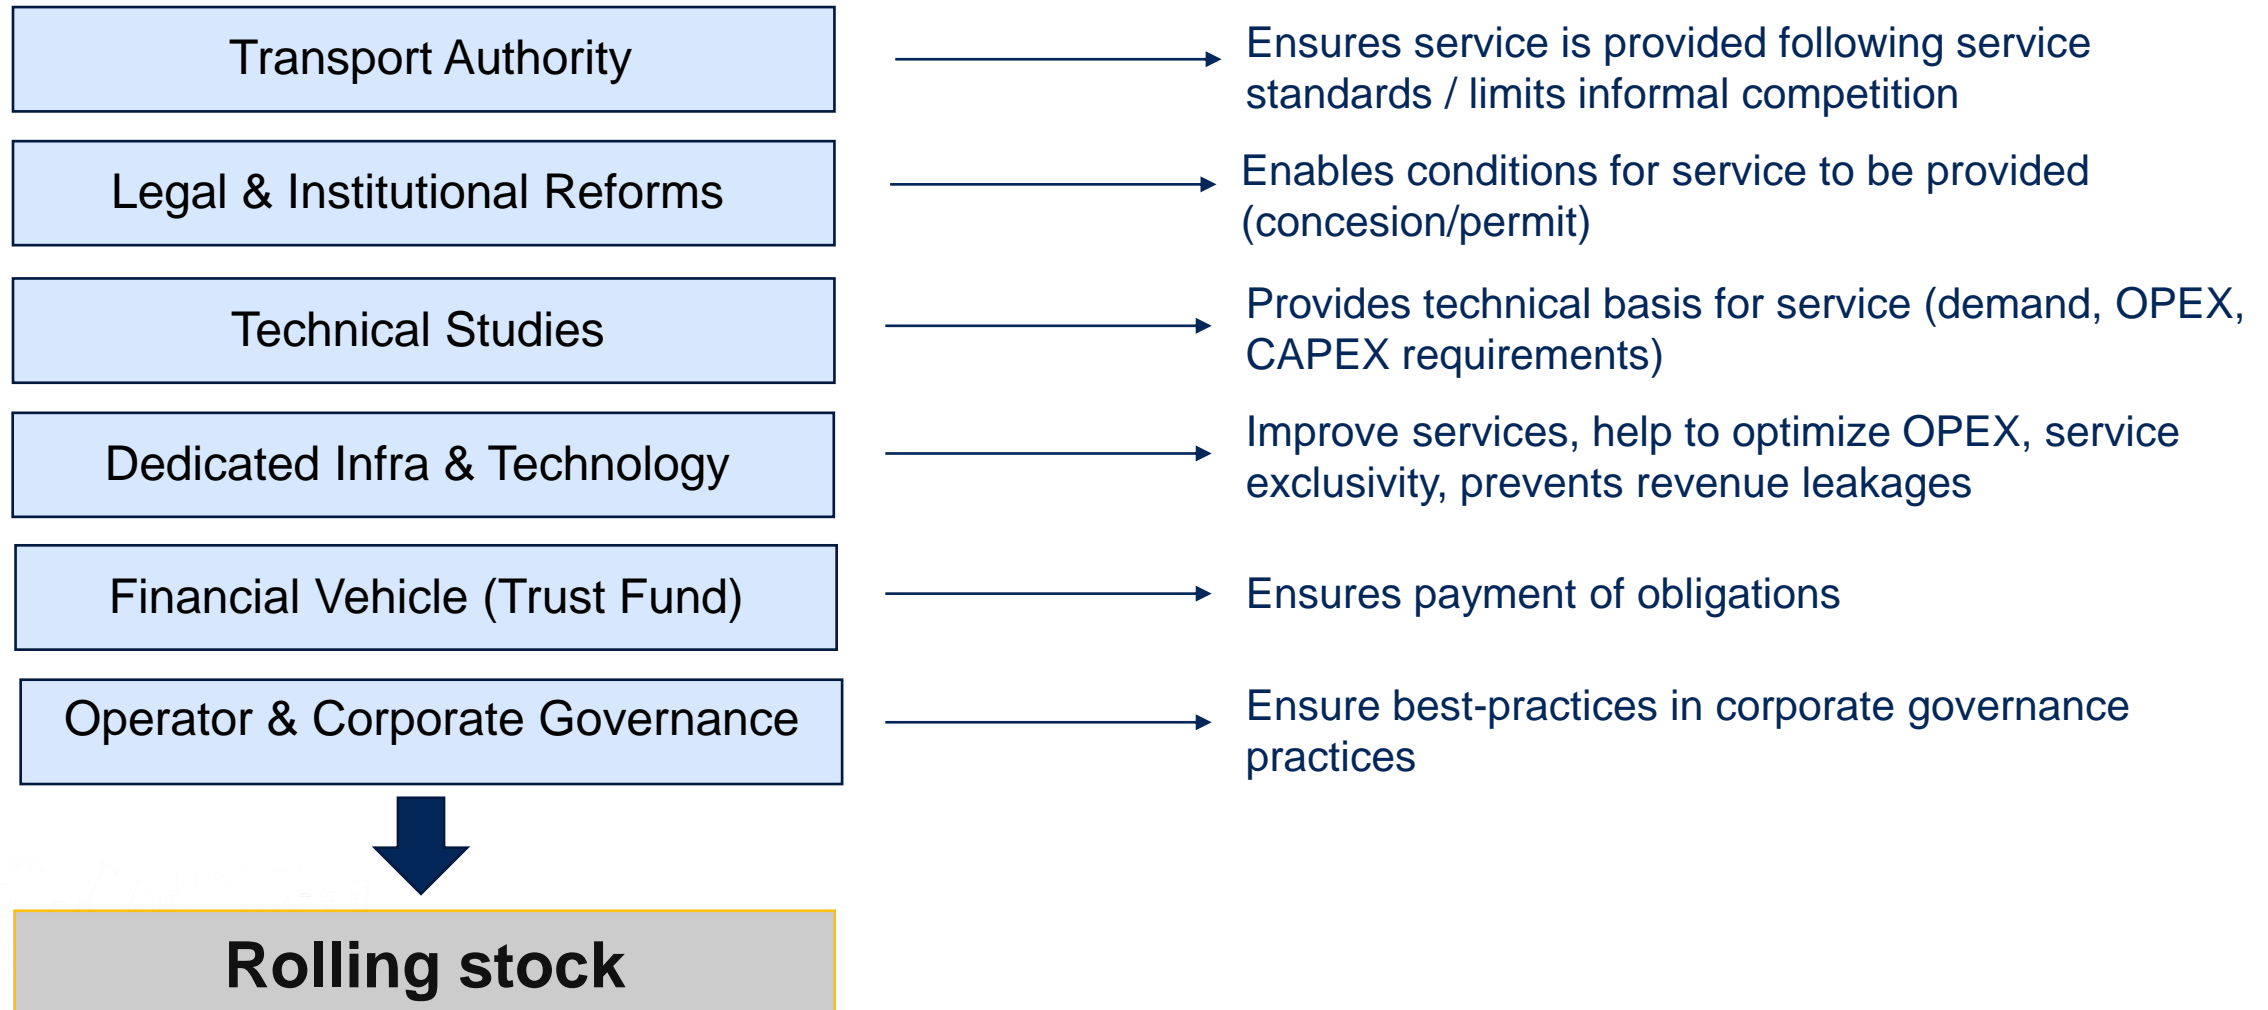 Transport Authority
Ensures service is provided following service
standards / limits informal competition
Legal & Institutional Reforms
Enables conditions for service to be provided
(concesion/permit)
Technical Studies
Provides technical basis for service (demand, OPEX,
CAPEX requirements)
Dedicated Infra & Technology
Improve services, help to optimize OPEX, service
exclusivity, prevents revenue leakages
Financial Vehicle (Trust Fund)
Ensures payment of obligations
Operator & Corporate Governance
Ensure best-practices in corporate governance
practices
Rolling stock